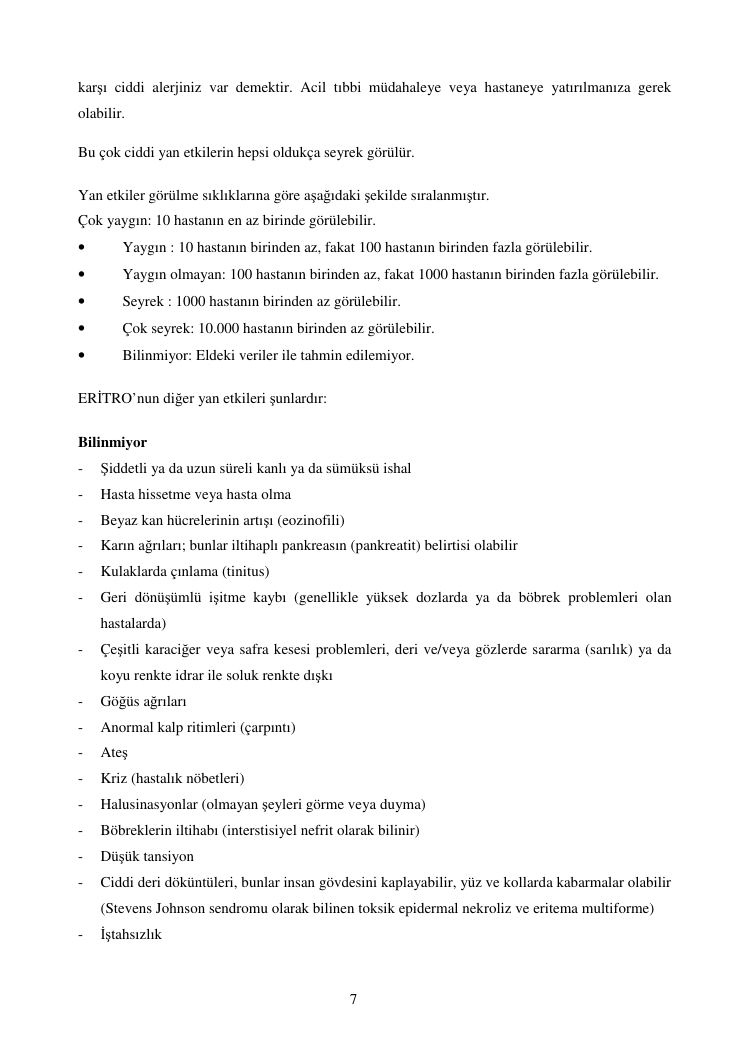 karşı ciddi alerjiniz var demektir. Acil tıbbi müdahaleye veya hastaneye yatırılmanıza gerek
olabilir.
Bu çok ciddi yan etkilerin hepsi oldukça seyrek görülür.
Yan etkiler görülme sıklıklarına göre aşağıdaki şekilde sıralanmıştır.
Çok yaygın: 10 hastanın en az birinde görülebilir.
• Yaygın : 10 hastanın birinden az, fakat 100 hastanın birinden fazla görülebilir.
• Yaygın olmayan: 100 hastanın birinden az, fakat 1000 hastanın birinden fazla görülebilir.
• Seyrek : 1000 hastanın birinden az görülebilir.
• Çok seyrek: 10.000 hastanın birinden az görülebilir.
• Bilinmiyor: Eldeki veriler ile tahmin edilemiyor.
ERİTRO’nun diğer yan etkileri şunlardır:
Bilinmiyor
- Şiddetli ya da uzun süreli kanlı ya da sümüksü ishal
- Hasta hissetme veya hasta olma
- Beyaz kan hücrelerinin artışı (eozinofili)
- Karın ağrıları; bunlar iltihaplı pankreasın (pankreatit) belirtisi olabilir
- Kulaklarda çınlama (tinitus)
- Geri dönüşümlü işitme kaybı (genellikle yüksek dozlarda ya da böbrek problemleri olan
hastalarda)
- Çeşitli karaciğer veya safra kesesi problemleri, deri ve/veya gözlerde sararma (sarılık) ya da
koyu renkte idrar ile soluk renkte dışkı
- Göğüs ağrıları
- Anormal kalp ritimleri (çarpıntı)
- Ateş
- Kriz (hastalık nöbetleri)
- Halusinasyonlar (olmayan şeyleri görme veya duyma)
- Böbreklerin iltihabı (interstisiyel nefrit olarak bilinir)
- Düşük tansiyon
- Ciddi deri döküntüleri, bunlar insan gövdesini kaplayabilir, yüz ve kollarda kabarmalar olabilir
(Stevens Johnson sendromu olarak bilinen toksik epidermal nekroliz ve eritema multiforme)
- İştahsızlık
7